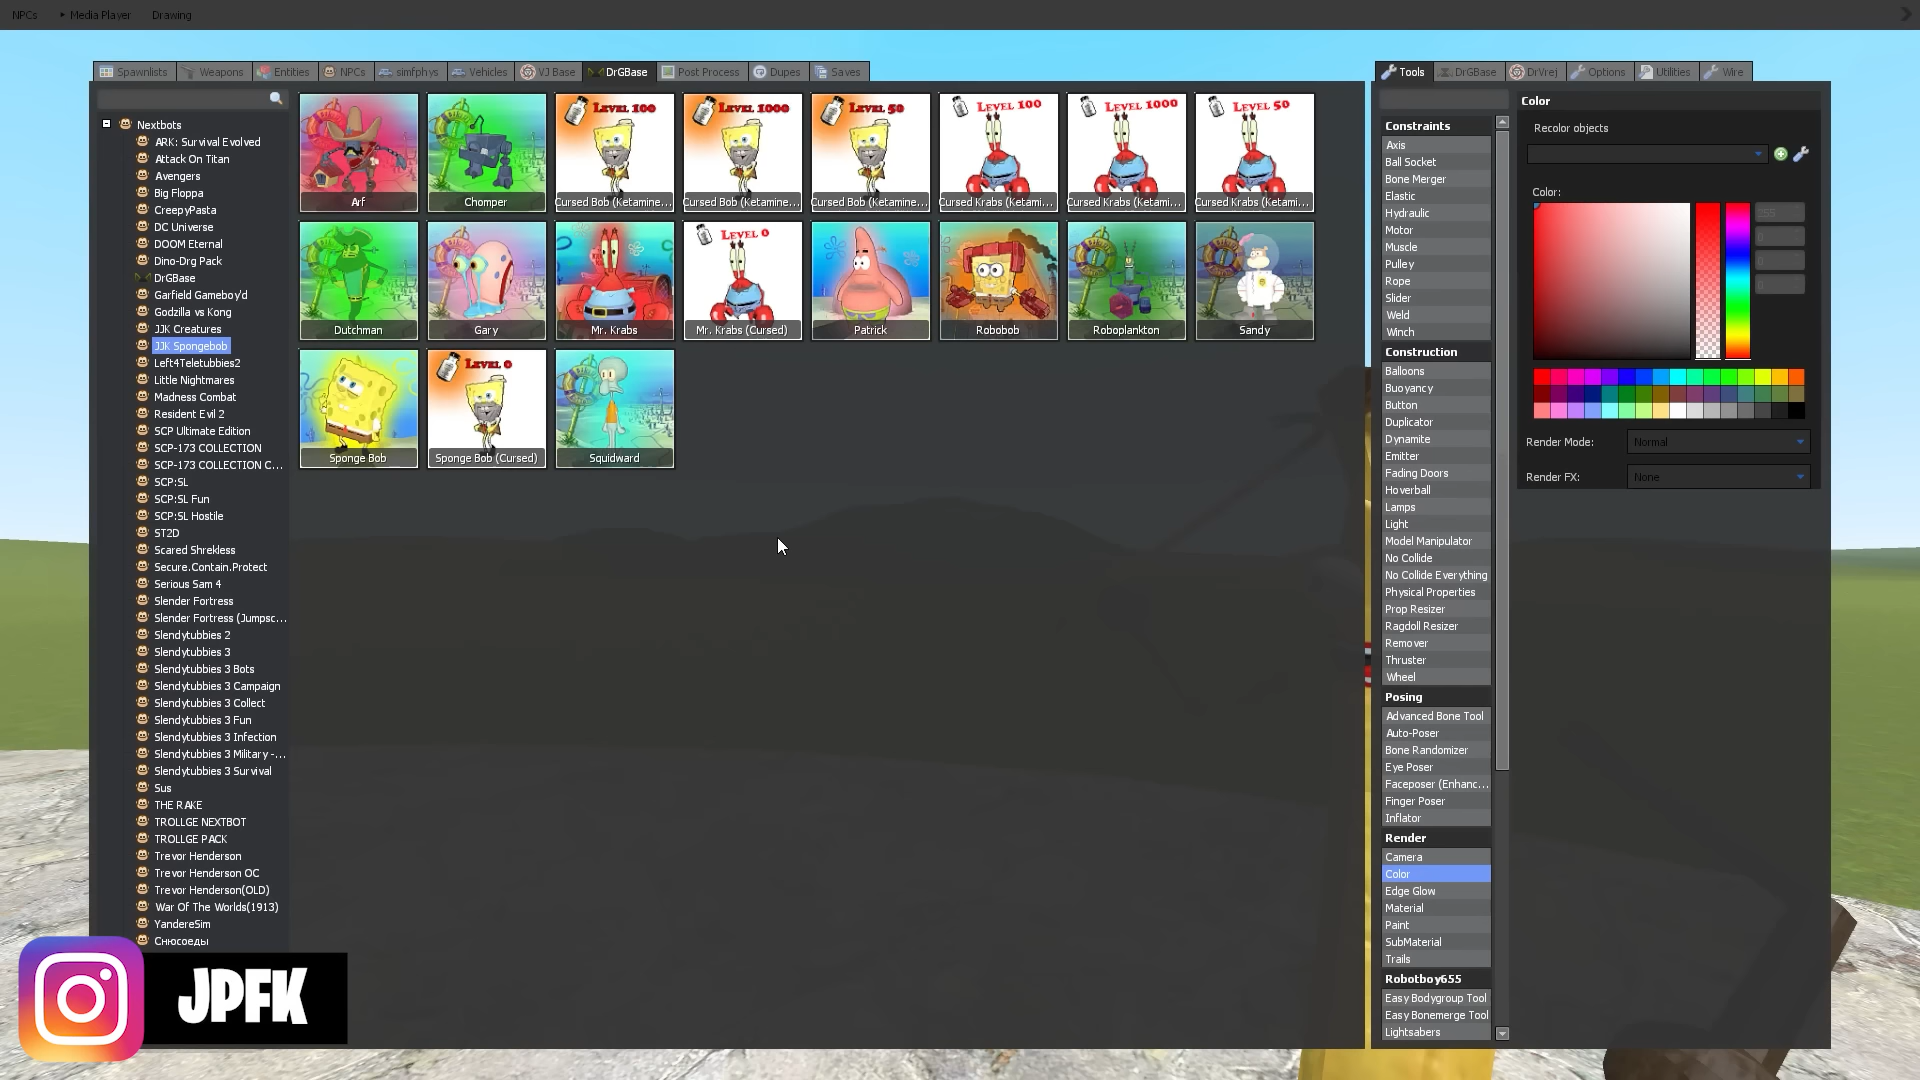 NPCs
Media Player
Drawing
Spawnlists
Weapons
Entities
NPCs
simfphys
Vehicles
VJ Base
DrGBase
Post Process
Dupes
Saves
Nextbots
ARK: Survival Evolved
Attack On Titan
Avengers
Big Floppa
CreepyPasta
DC Universe
DOOM Eternal
Dino-Drg Pack
DrGBase
Garfield Gameboy'd
Godzilla vs Kong
JJK Creatures
JJK Spongebob
Left4Teletubbies2
Little Nightmares
Madness Combat
Resident Evil 2
SCP Ultimate Edition
SCP-173 COLLECTION
SCP-173 COLLECTION C...
SCP:SL
SCP:SL Fun
SCP:SL Hostile
ST2D
Scared Shrekless
Secure.Contain.Protect
Serious Sam 4
Slender Fortress
Slender Fortress (Jumpsc...
Slendytubbies 2
Slendytubbies 3
Slendytubbies 3 Bots
Slendytubbies 3 Campaign
Slendytubbies 3 Collect
Slendytubbies 3 Fun
Slendytubbies 3 Infection
Slendytubbies 3 Military -...
Slendytubbies 3 Survival
Sus
THE RAKE
TROLLGE NEXTBOT
TROLLGE PACK
Trevor Henderson
Trevor Henderson OC
Trevor Henderson(OLD)
War Of The Worlds(1913)
YandereSim
Снюсоеды
JPFK
Arf
Chomper
LEVEL 100
Cursed Bob (Ketamine...
LEVEL 1000
Cursed Bob (Ketamine...
LEVEL 50
Cursed Bob (Ketamine...
LEVEL 100
Cursed Krabs (Ketami...
LEVEL 1000
Cursed Krabs (Ketami...
LEVEL 50
Cursed Krabs (Ketami...
Dutchman
Gary
Mr. Krabs
LEVEL 0
Mr. Krabs (Cursed)
Patrick
Robobob
Roboplankton
Sandy
Sponge Bob
LEVEL 0
Sponge Bob (Cursed)
Squidward
Tools
DrGBase
DrVrej
Options
Utilities
Wire
Constraints
Axis
Ball Socket
Bone Merger
Elastic
Hydraulic
Motor
Muscle
Pulley
Rope
Slider
Weld
Winch
Construction
Balloons
Buoyancy
Button
Duplicator
Dynamite
Emitter
Fading Doors
Hoverball
Lamps
Light
Model Manipulator
No Collide
No Collide Everything
Physical Properties
Prop Resizer
Ragdoll Resizer
Remover
Thruster
Wheel
Posing
Advanced Bone Tool
Auto-Poser
Bone Randomizer
Eye Poser
Faceposer (Enhanc...
Finger Poser
Inflator
Render
Camera
Color
Edge Glow
Material
Paint
SubMaterial
Trails
Robotboy655
Easy Bodygroup Tool
Easy Bonemerge Tool
Lightsabers
Color
Recolor objects
Color:
255
0
0
0
Render Mode:
Normal
Render FX:
None